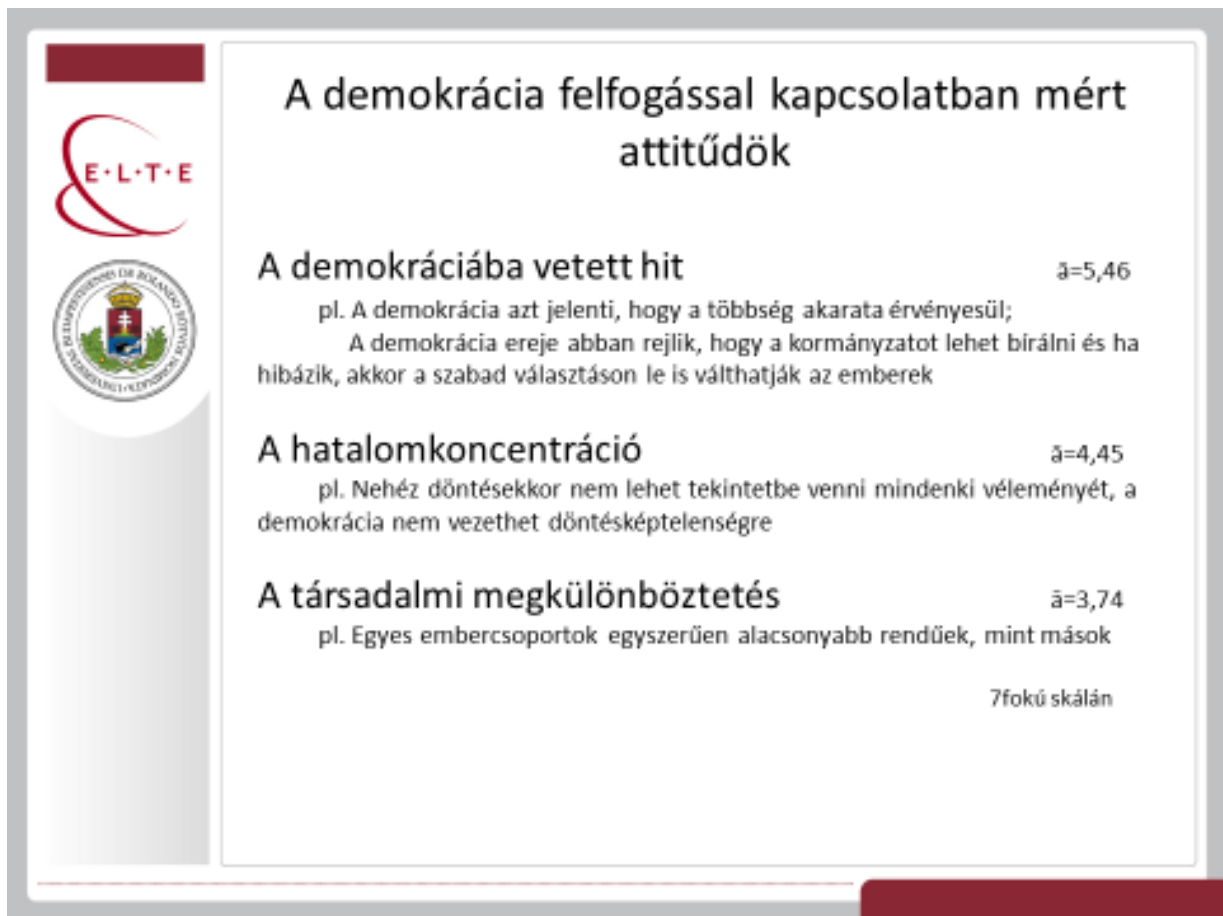 A demokrácia felfogással kapcsolatban mért
attitűdök
E·L·T·E
A demokráciába vetett hit ā=5,46
pl. A demokrácia azt jelenti, hogy a többség akarata érvényesül;
A demokrácia ereje abban rejlik, hogy a kormányzatot lehet bírálni és ha
hibázik, akkor a szabad választáson le is válthatják az emberek
A hatalomkoncentráció ā=4,45
pl. Nehéz döntésekkor nem lehet tekintetbe venni mindenki véleményét, a
demokrácia nem vezethet döntésképtelenségre
A társadalmi megkülönböztetés ā=3,74
pl. Egyes embercsoportok egyszerűen alacsonyabb rendűek, mint mások
7fokú skálán